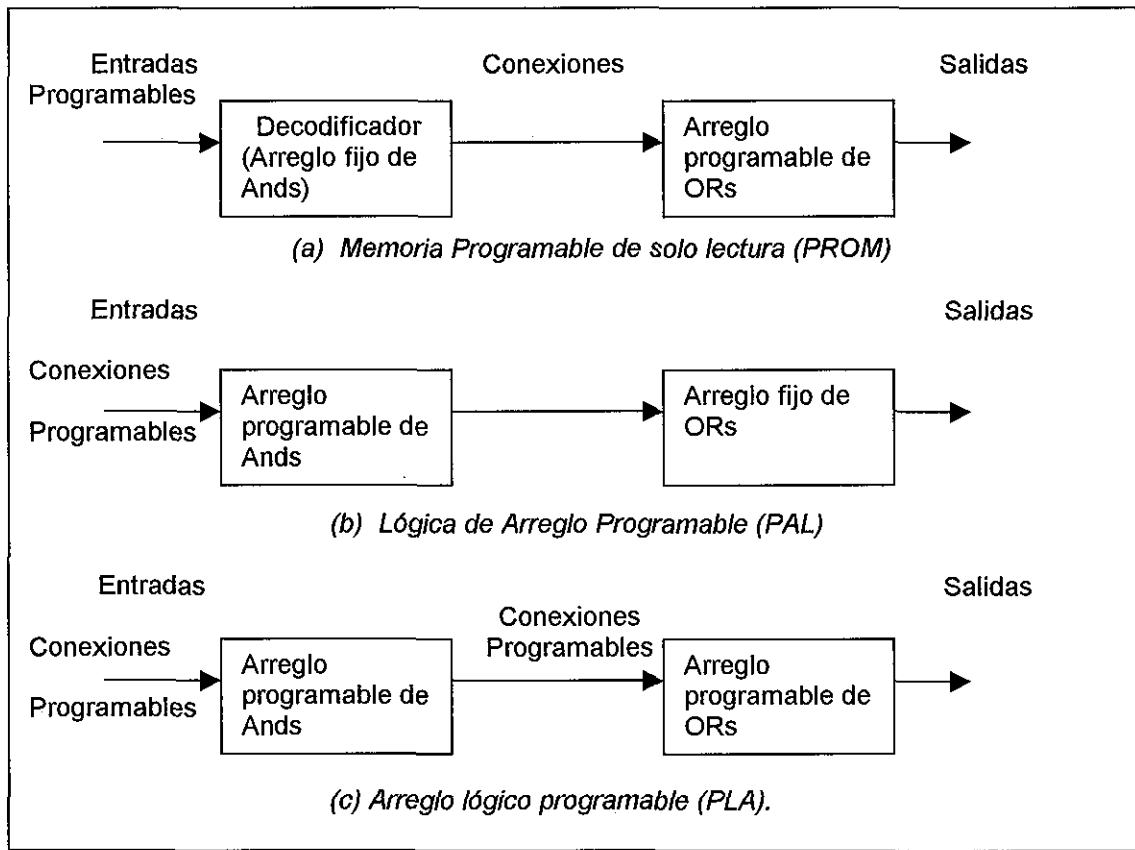 Entradas Conexiones Salidas
Programables
Decodificador
(Arreglo fijo de
Ands)
Arreglo
programable de
ORs
(a) Memoria Programable de solo lectura (PROM)
Entradas Salidas
Conexiones
Programables
Arreglo
programable de
Ands
Arreglo fijo de
ORs
(b) Lógica de Arreglo Programable (PAL)
Entradas Salidas
Conexiones
Programables
Arreglo
programable de
Ands
Conexiones
Programables
Arreglo
programable de
ORs
(c) Arreglo lógico programable (PLA).